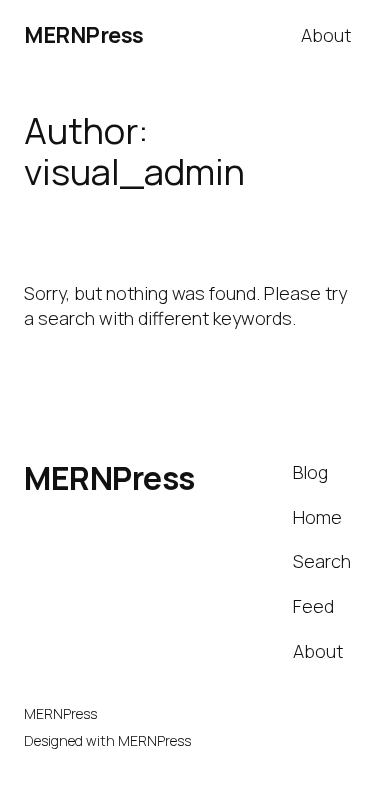 MERNPress
About
Author:
visual_admin
Sorry, but nothing was found. Please try
a search with different keywords.
MERNPress
Blog
Home
Search
Feed
About
MERNPress
Designed with MERNPress